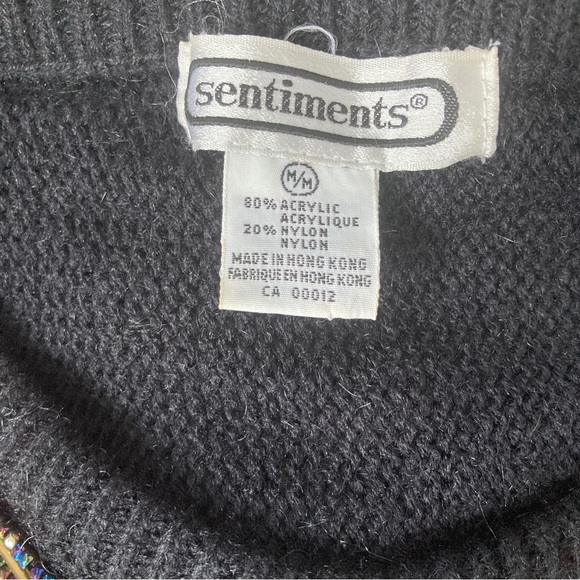 sentiments®
M/M
80% ACRYLIC
ACRYLIQUE
20% NYLON
NYLON
MADE IN HONG KONG
FABRIQUE EN HONG KONG
CA 00012